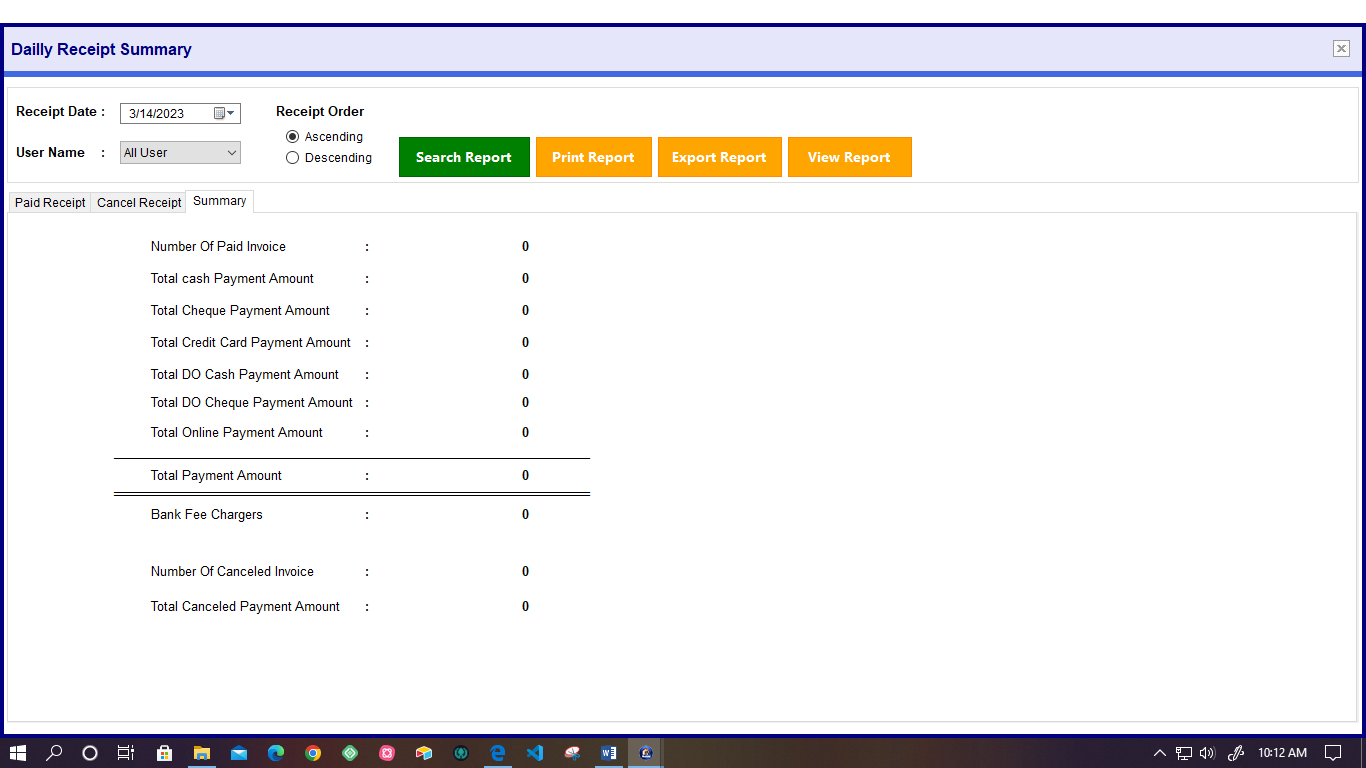 Dailly Receipt Summary
Receipt Date : 3/14/2023
Receipt Order
Ascending
User Name : All User
Descending
Search Report Print Report Export Report View Report
Paid Receipt Cancel Receipt Summary
Number Of Paid Invoice : 0
Total cash Payment Amount : 0
Total Cheque Payment Amount : 0
Total Credit Card Payment Amount : 0
Total DO Cash Payment Amount : 0
Total DO Cheque Payment Amount : 0
Total Online Payment Amount : 0
Total Payment Amount : 0
Bank Fee Chargers : 0
Number Of Canceled Invoice : 0
Total Canceled Payment Amount : 0
10:12 AM